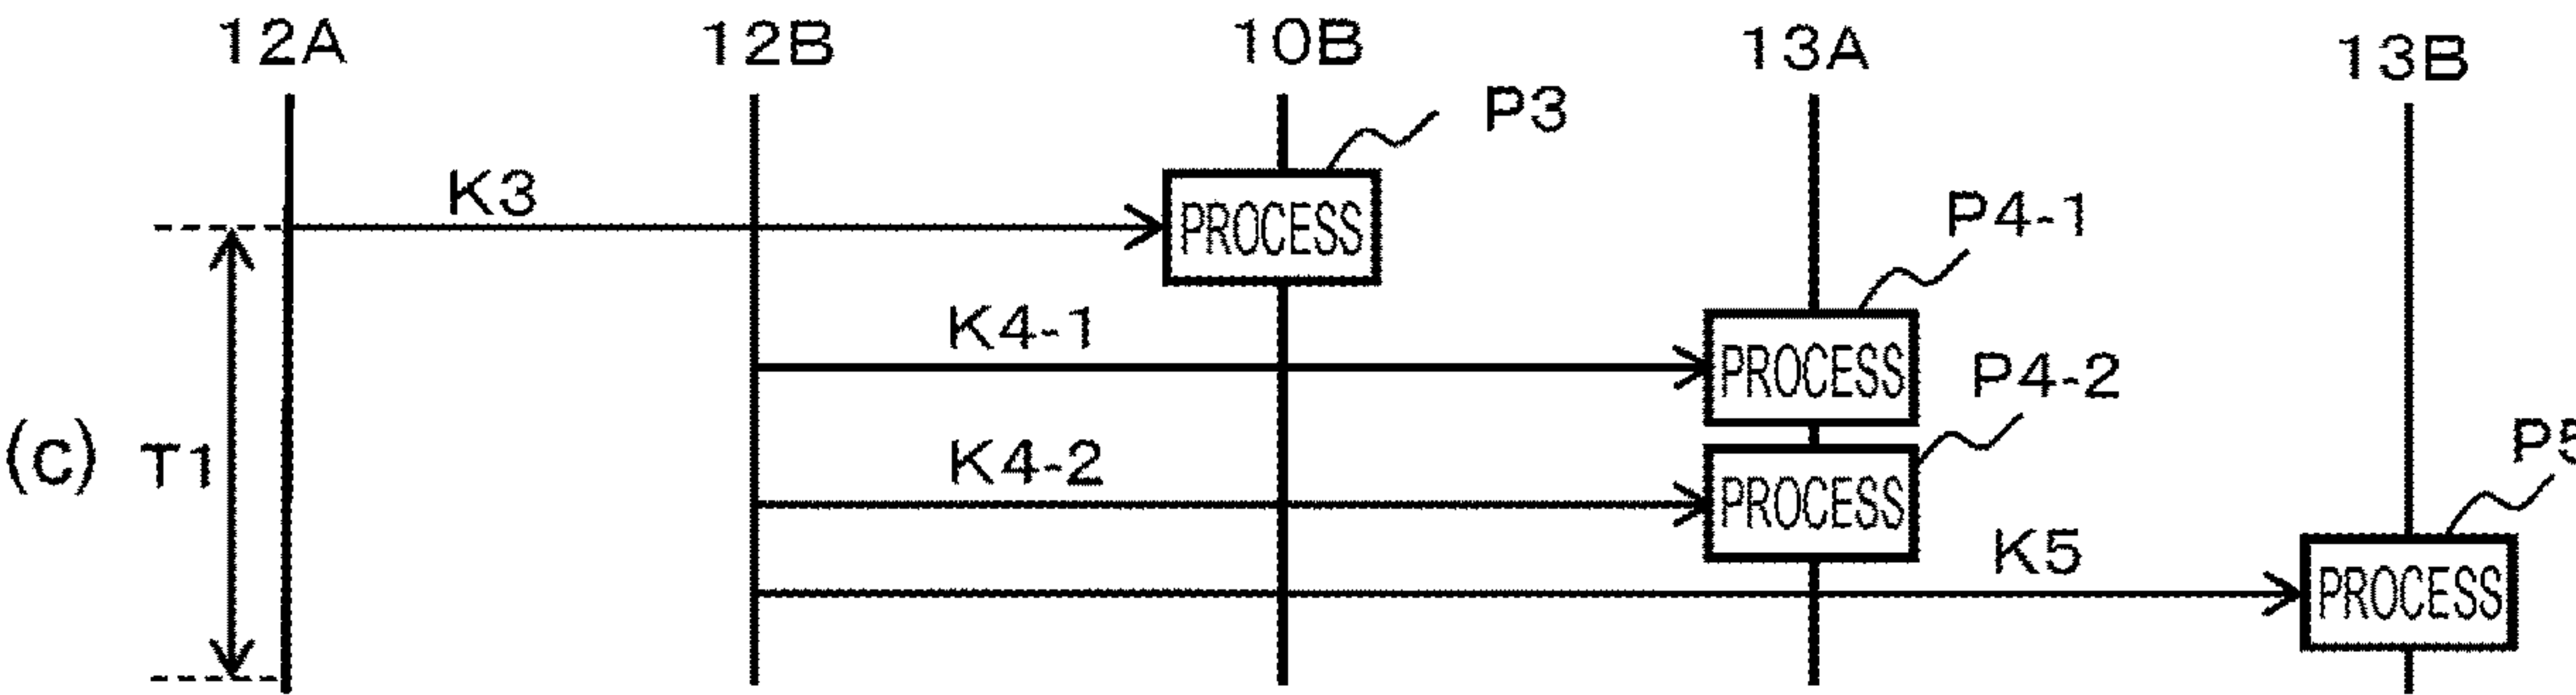 12A 12B 10B 13A 13B
P3
K3
PROCESS
P4-1
K4-1
PROCESS
P4-2
(c) T1
K4-2
PROCESS
P5
K5
PROCESS